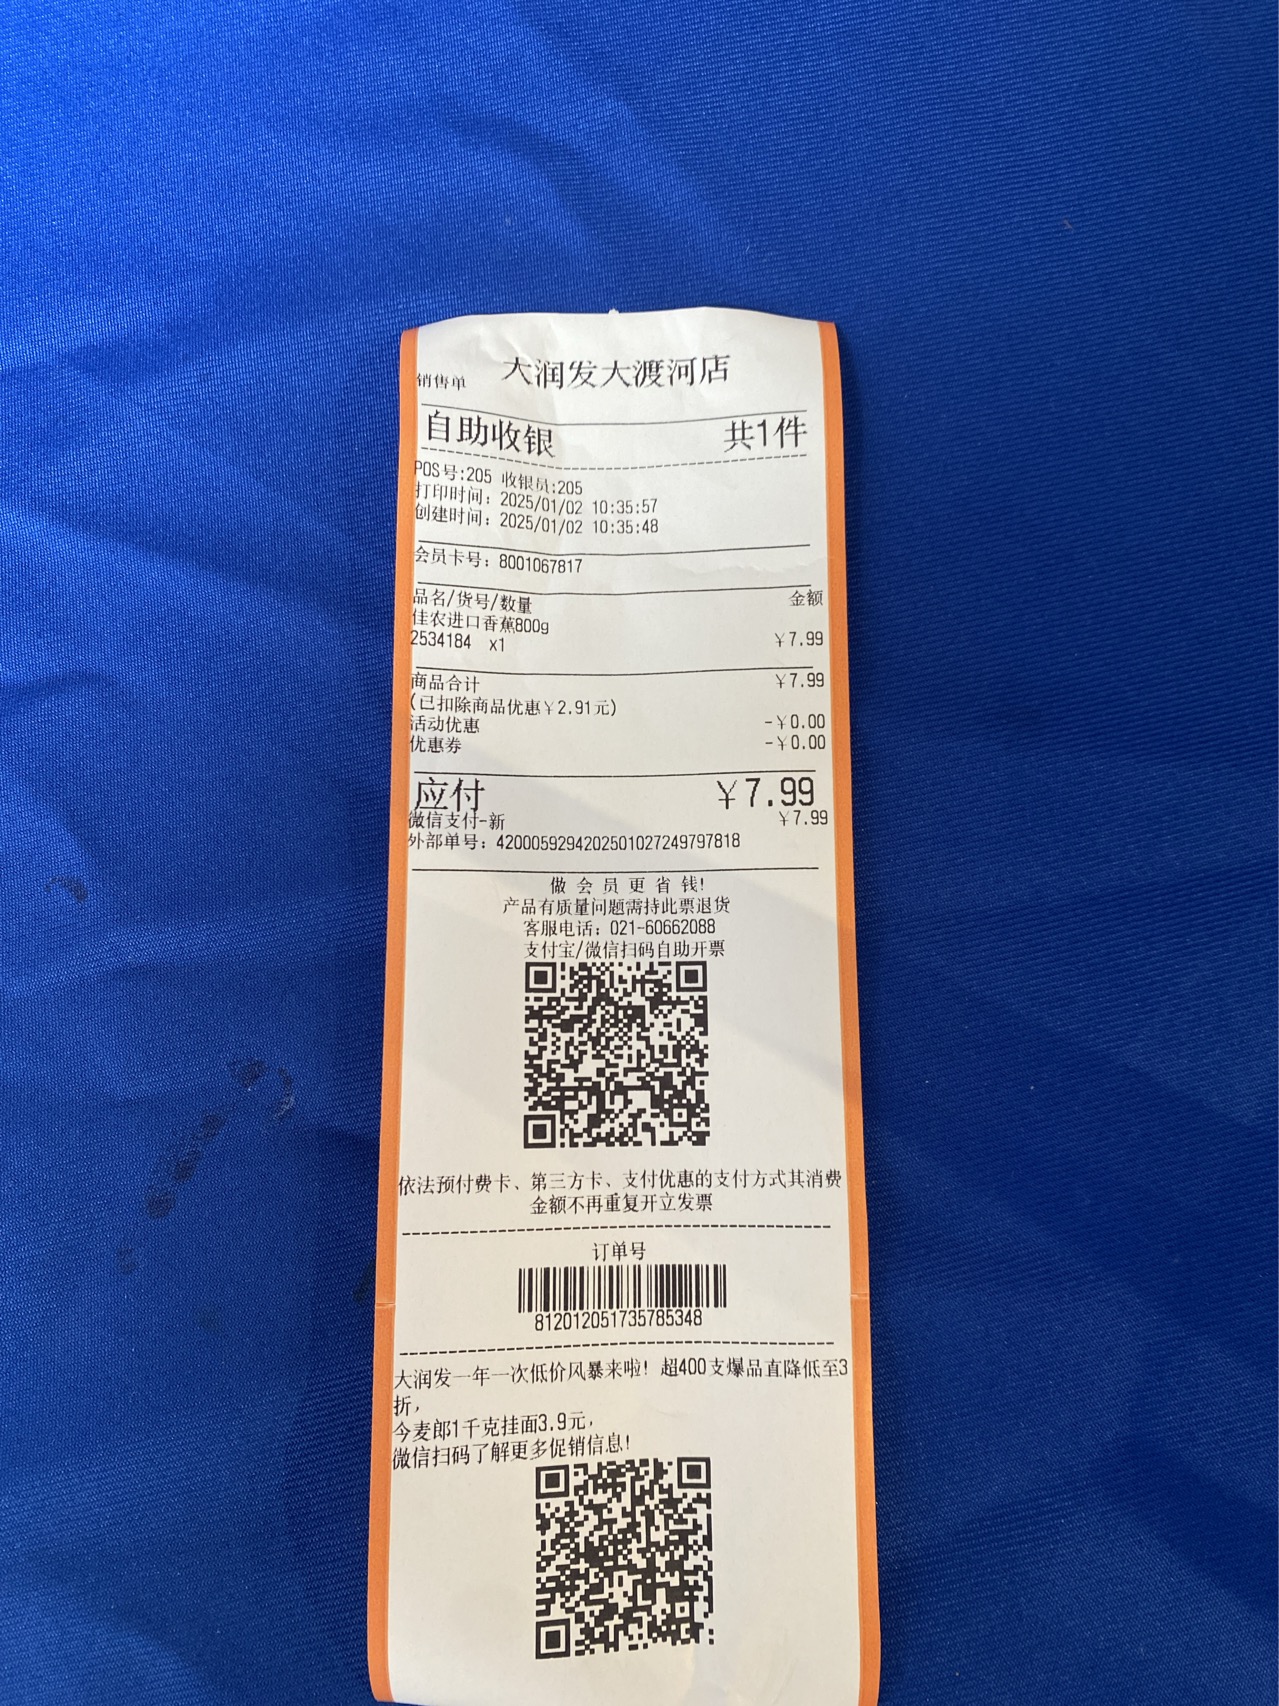 大润发大渡河店
销售单
自助收银 共1件
POS号:205 收银员:205
打印时间: 2025/01/02 10:35:57
创建时间: 2025/01/02 10:35:48
会员卡号: 8001067817
品名/货号/数量 金额
佳农进口香蕉800g
2534184 x1 ￥7.99
商品合计 ￥7.99
(已扣除商品优惠￥2.91元)
活动优惠 -￥0.00
优惠券 -￥0.00
应付 ￥7.99
微信支付-新 ￥7.99
外部单号: 4200059294202501027249797818
做 会 员 更 省 钱!
产品有质量问题需持此票退货
客服电话: 021-60662088
支付宝/微信扫码自助开票
依法预付费卡、第三方卡、支付优惠的支付方式其消费
金额不再重复开立发票
订单号
812012051735785348
大润发一年一次低价风暴来啦! 超400支爆品直降低至3
折,
今麦郎1千克挂面3.9元,
微信扫码了解更多促销信息!